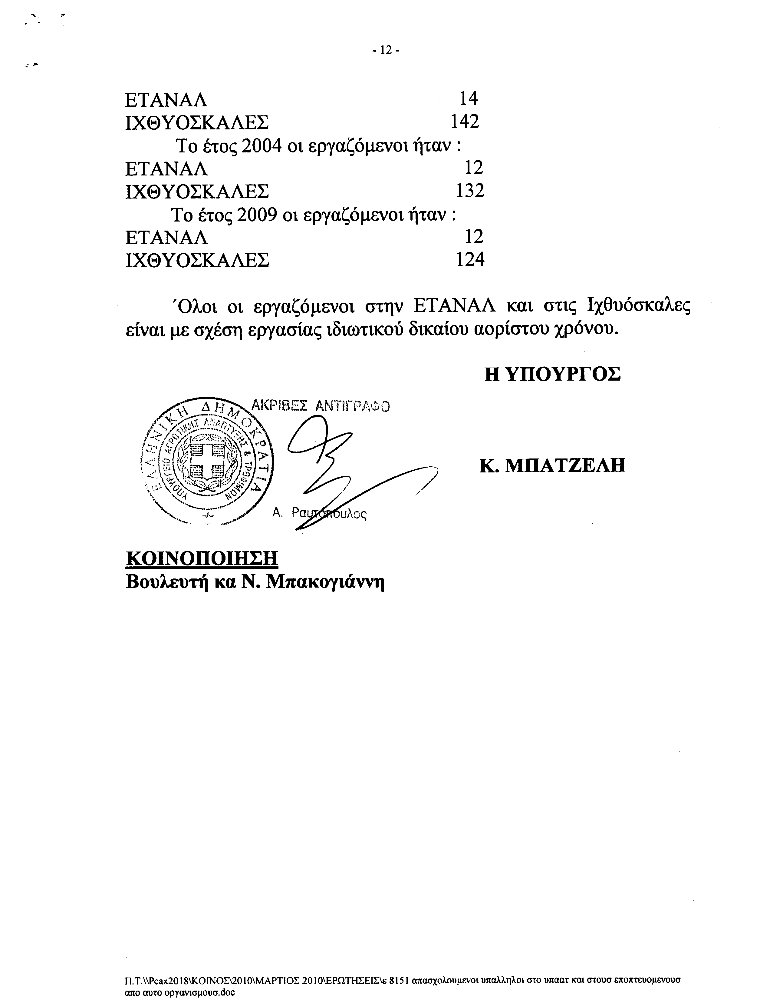 - 12 -
ΕΤΑΝΑΛ 14
ΙΧΘΥΟΣΚΑΛΕΣ 142
Το έτος 2004 οι εργαζόμενοι ήταν :
ΕΤΑΝΑΛ 12
ΙΧΘΥΟΣΚΑΛΕΣ 132
Το έτος 2009 οι εργαζόμενοι ήταν :
ΕΤΑΝΑΛ 12
ΙΧΘΥΟΣΚΑΛΕΣ 124
Όλοι οι εργαζόμενοι στην ΕΤΑΝΑΛ και στις Ιχθυόσκαλες
είναι με σχέση εργασίας ιδιωτικού δικαίου αορίστου χρόνου.
Η ΥΠΟΥΡΓΟΣ
ΑΚΡΙΒΕΣ ΑΝΤΙΓΡΑΦΟ
ΕΛΛΗΝΙΚΗ ΔΗΜΟΚΡΑΤΙΑ
ΥΠΟΥΡΓΕΙΟ ΑΓΡΟΤΙΚΗΣ ΑΝΑΠΤΥΞΗΣ & ΤΡΟΦΙΜΩΝ
Κ. ΜΠΑΤΖΕΛΗ
Α. Ραυτόπουλος
ΚΟΙΝΟΠΟΙΗΣΗ
Βουλευτή κα Ν. Μπακογιάννη
Π.Τ.\\Pcax2018\ΚΟΙΝΟΣ\2010\ΜΑΡΤΙΟΣ 2010\ΕΡΩΤΗΣΕΙΣ\ε 8151 απασχολουμενοι υπαλληλοι στο υπαατ και στουσ εποπτευομενουσ
απο αυτο οργανισμουσ.doc